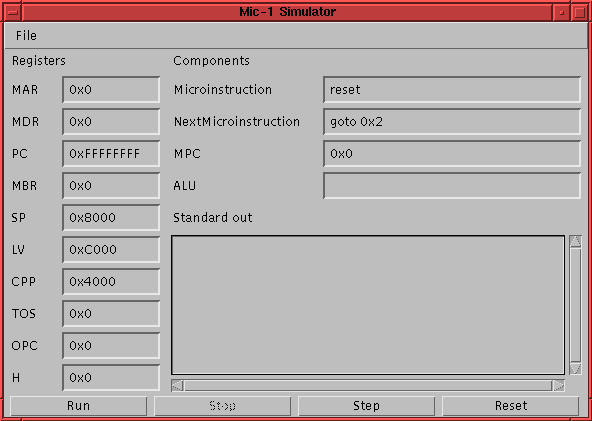 Mic-1 Simulator
File
Registers Components
MAR 0x0 Microinstruction reset
MDR 0x0 NextMicroinstruction goto 0x2
PC 0xFFFFFFFF MPC 0x0
MBR 0x0 ALU
SP 0x8000 Standard out
LV 0xC000
CPP 0x4000
TOS 0x0
OPC 0x0
H 0x0
Run Stop Step Reset